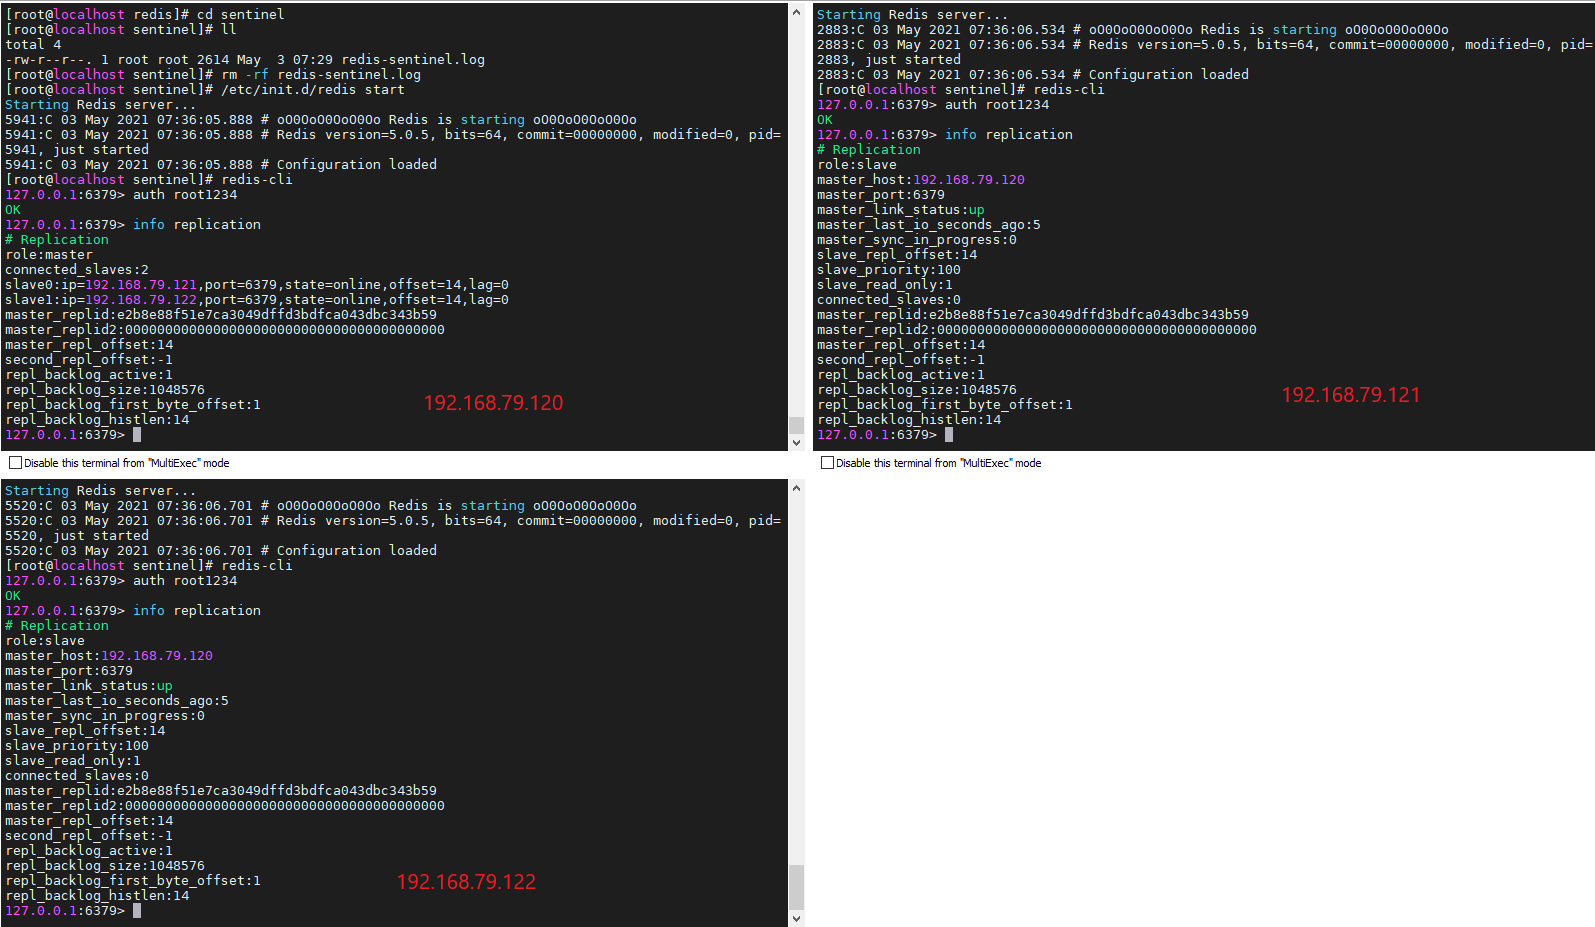 [root@localhost redis]# cd sentinel
[root@localhost sentinel]# ll
total 4
-rw-r--r--. 1 root root 2614 May  3 07:29 redis-sentinel.log
[root@localhost sentinel]# rm -rf redis-sentinel.log
[root@localhost sentinel]# /etc/init.d/redis start
Starting Redis server...
5941:C 03 May 2021 07:36:05.888 # oO0OoO0OoO0Oo Redis is starting oO0OoO0OoO0Oo
5941:C 03 May 2021 07:36:05.888 # Redis version=5.0.5, bits=64, commit=00000000, modified=0, pid=
5941, just started
5941:C 03 May 2021 07:36:05.888 # Configuration loaded
[root@localhost sentinel]# redis-cli
127.0.0.1:6379> auth root1234
OK
127.0.0.1:6379> info replication
# Replication
role:master
connected_slaves:2
slave0:ip=192.168.79.121,port=6379,state=online,offset=14,lag=0
slave1:ip=192.168.79.122,port=6379,state=online,offset=14,lag=0
master_replid:e2b8e88f51e7ca3049dffd3bdfca043dbc343b59
master_replid2:0000000000000000000000000000000000000000
master_repl_offset:14
second_repl_offset:-1
repl_backlog_active:1
repl_backlog_size:1048576
repl_backlog_first_byte_offset:1
repl_backlog_histlen:14
127.0.0.1:6379>
192.168.79.120
Disable this terminal from "MultiExec" mode
Starting Redis server...
2883:C 03 May 2021 07:36:06.534 # oO0OoO0OoO0Oo Redis is starting oO0OoO0OoO0Oo
2883:C 03 May 2021 07:36:06.534 # Redis version=5.0.5, bits=64, commit=00000000, modified=0, pid=
2883, just started
2883:C 03 May 2021 07:36:06.534 # Configuration loaded
[root@localhost sentinel]# redis-cli
127.0.0.1:6379> auth root1234
OK
127.0.0.1:6379> info replication
# Replication
role:slave
master_host:192.168.79.120
master_port:6379
master_link_status:up
master_last_io_seconds_ago:5
master_sync_in_progress:0
slave_repl_offset:14
slave_priority:100
slave_read_only:1
connected_slaves:0
master_replid:e2b8e88f51e7ca3049dffd3bdfca043dbc343b59
master_replid2:0000000000000000000000000000000000000000
master_repl_offset:14
second_repl_offset:-1
repl_backlog_active:1
repl_backlog_size:1048576
repl_backlog_first_byte_offset:1
repl_backlog_histlen:14
127.0.0.1:6379>
192.168.79.121
Disable this terminal from "MultiExec" mode
Starting Redis server...
5520:C 03 May 2021 07:36:06.701 # oO0OoO0OoO0Oo Redis is starting oO0OoO0OoO0Oo
5520:C 03 May 2021 07:36:06.701 # Redis version=5.0.5, bits=64, commit=00000000, modified=0, pid=
5520, just started
5520:C 03 May 2021 07:36:06.701 # Configuration loaded
[root@localhost sentinel]# redis-cli
127.0.0.1:6379> auth root1234
OK
127.0.0.1:6379> info replication
# Replication
role:slave
master_host:192.168.79.120
master_port:6379
master_link_status:up
master_last_io_seconds_ago:5
master_sync_in_progress:0
slave_repl_offset:14
slave_priority:100
slave_read_only:1
connected_slaves:0
master_replid:e2b8e88f51e7ca3049dffd3bdfca043dbc343b59
master_replid2:0000000000000000000000000000000000000000
master_repl_offset:14
second_repl_offset:-1
repl_backlog_active:1
repl_backlog_size:1048576
repl_backlog_first_byte_offset:1
repl_backlog_histlen:14
127.0.0.1:6379>
192.168.79.122